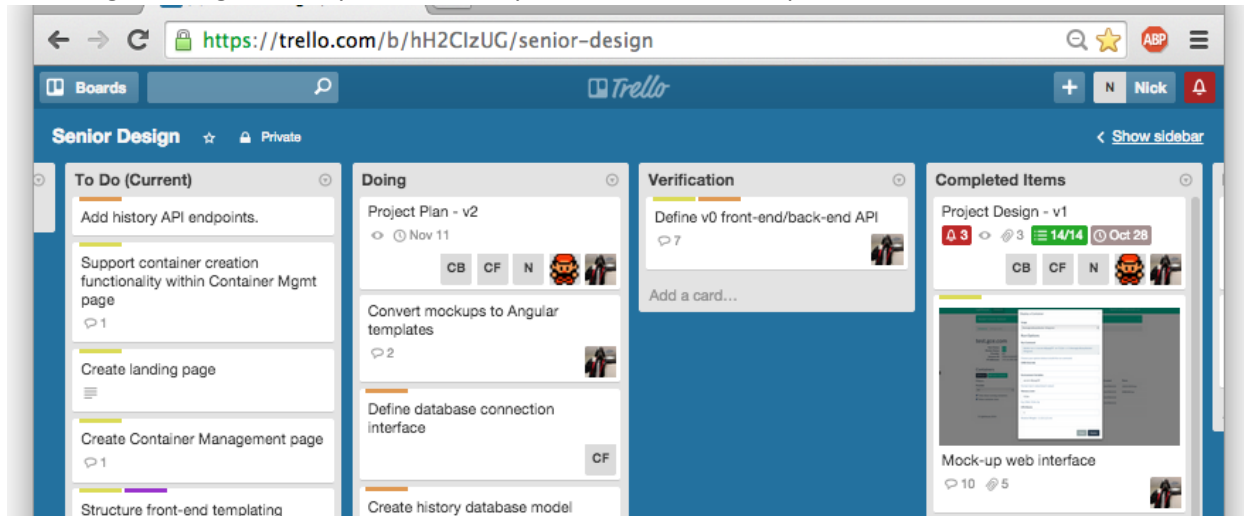 https://trello.com/b/hH2CIzUG/senior-design
ABP
Boards
Trello
+
N Nick
Senior Design
Private
< Show sidebar
To Do (Current)
Add history API endpoints.
Support container creation
functionality within Container Mgmt
page
1
Create landing page
Create Container Management page
1
Structure front-end templating
Doing
Project Plan - v2
Nov 11
CB CF N
Convert mockups to Angular
templates
2
Define database connection
interface
CF
Create history database model
Verification
Define v0 front-end/back-end API
7
Add a card...
Completed Items
Project Design - v1
3 3 14/14 Oct 28
CB CF N
Mock-up web interface
10 5